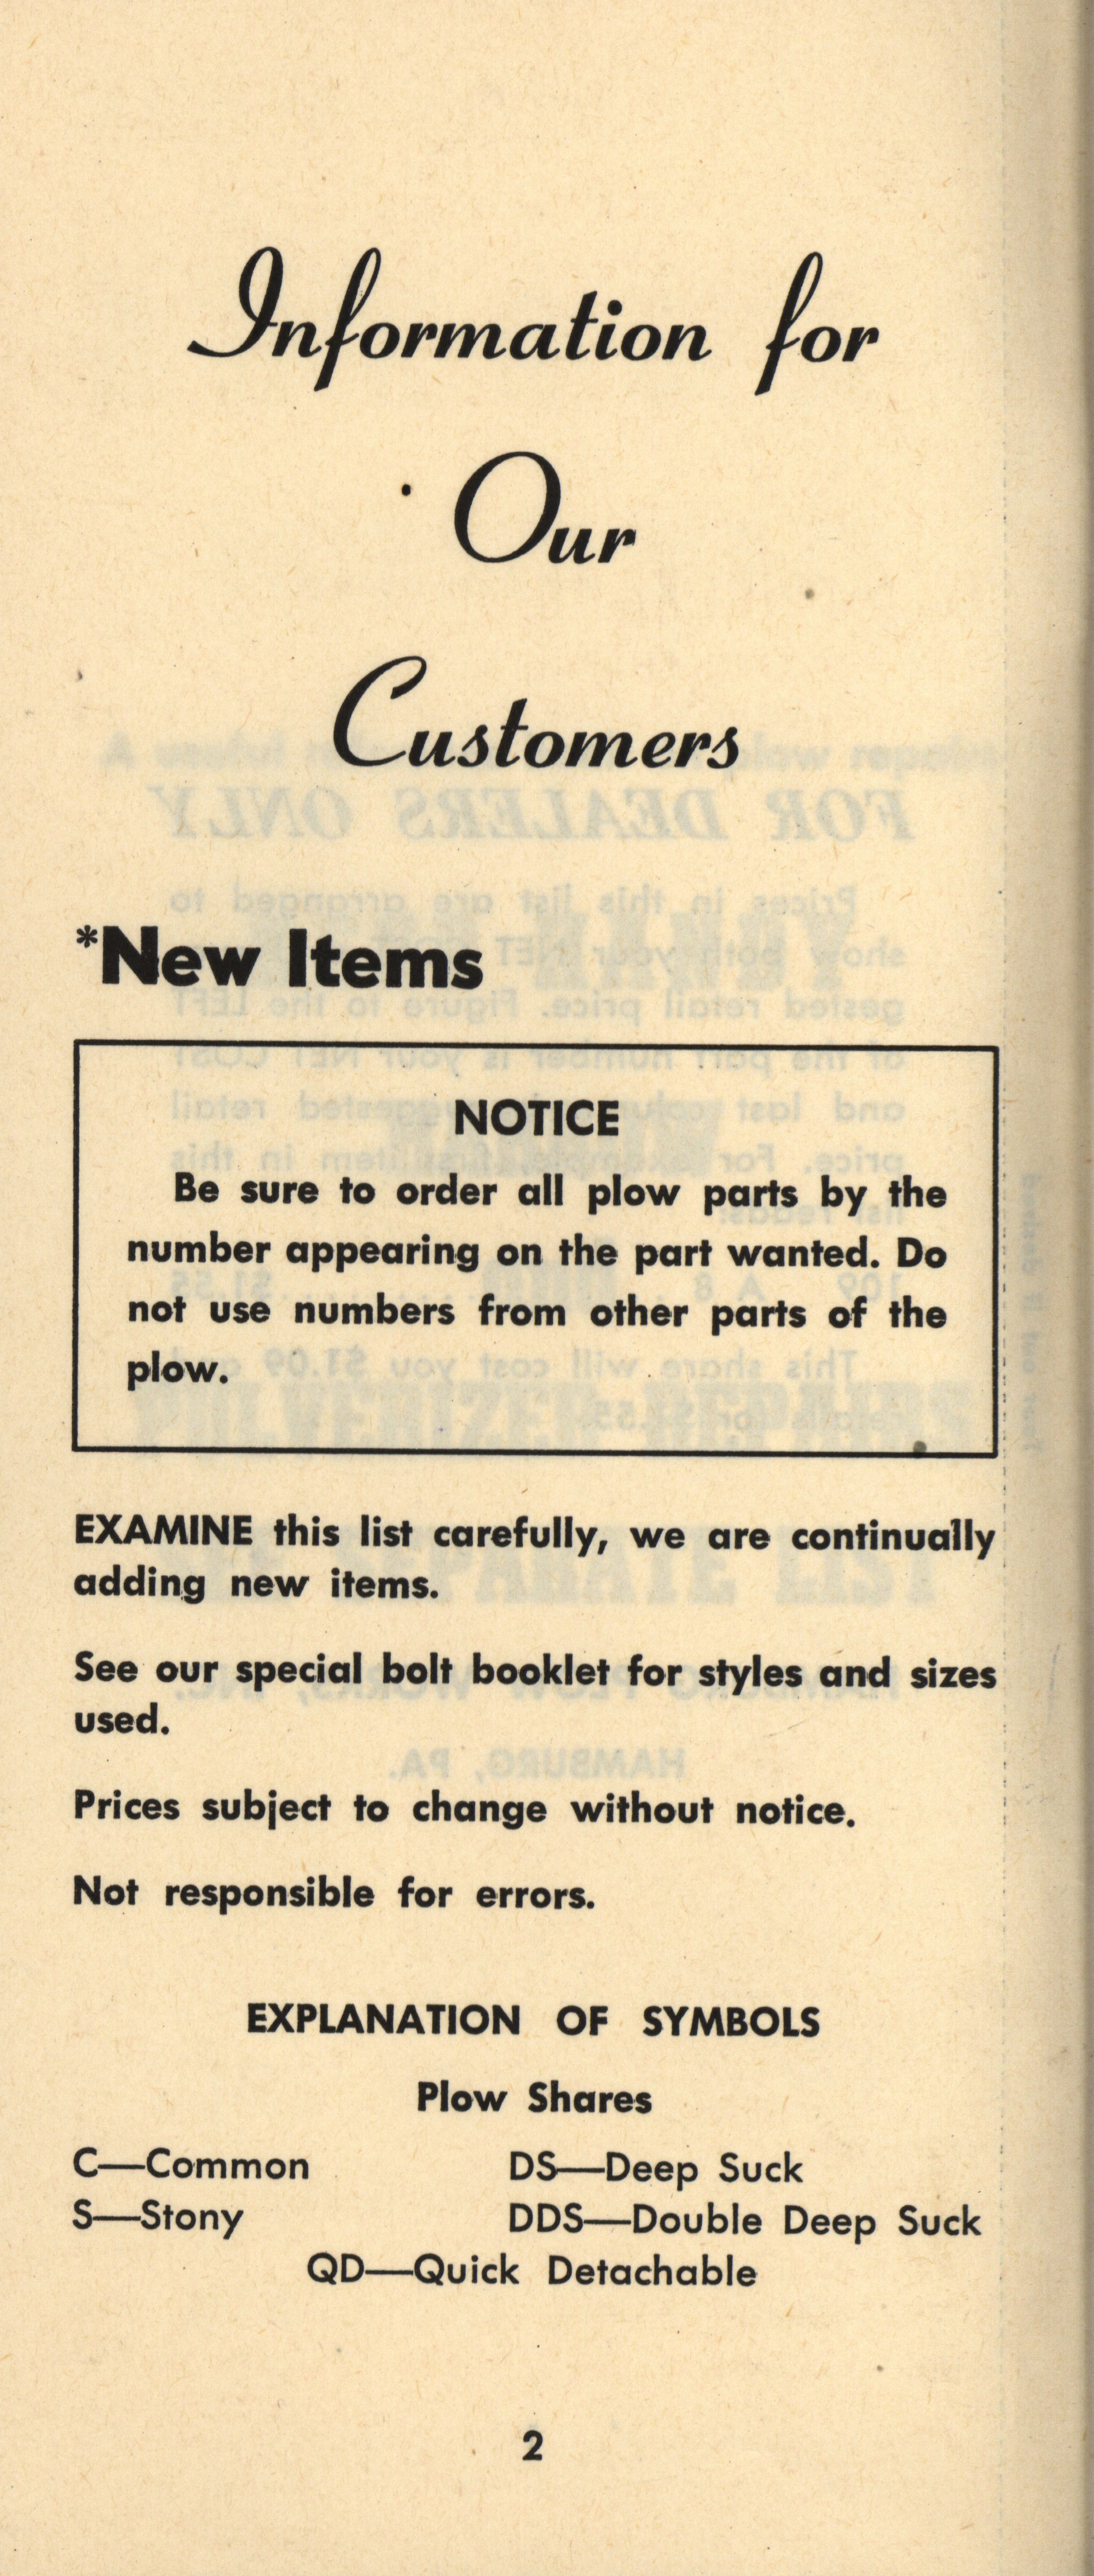 Information for
Our
Customers
*New Items
NOTICE
Be sure to order all plow parts by the
number appearing on the part wanted. Do
not use numbers from other parts of the
plow.
EXAMINE this list carefully, we are continually
adding new items.
See our special bolt booklet for styles and sizes
used.
Prices subject to change without notice.
Not responsible for errors.
EXPLANATION OF SYMBOLS
Plow Shares
C—Common DS—Deep Suck
S—Stony DDS—Double Deep Suck
QD—Quick Detachable
2